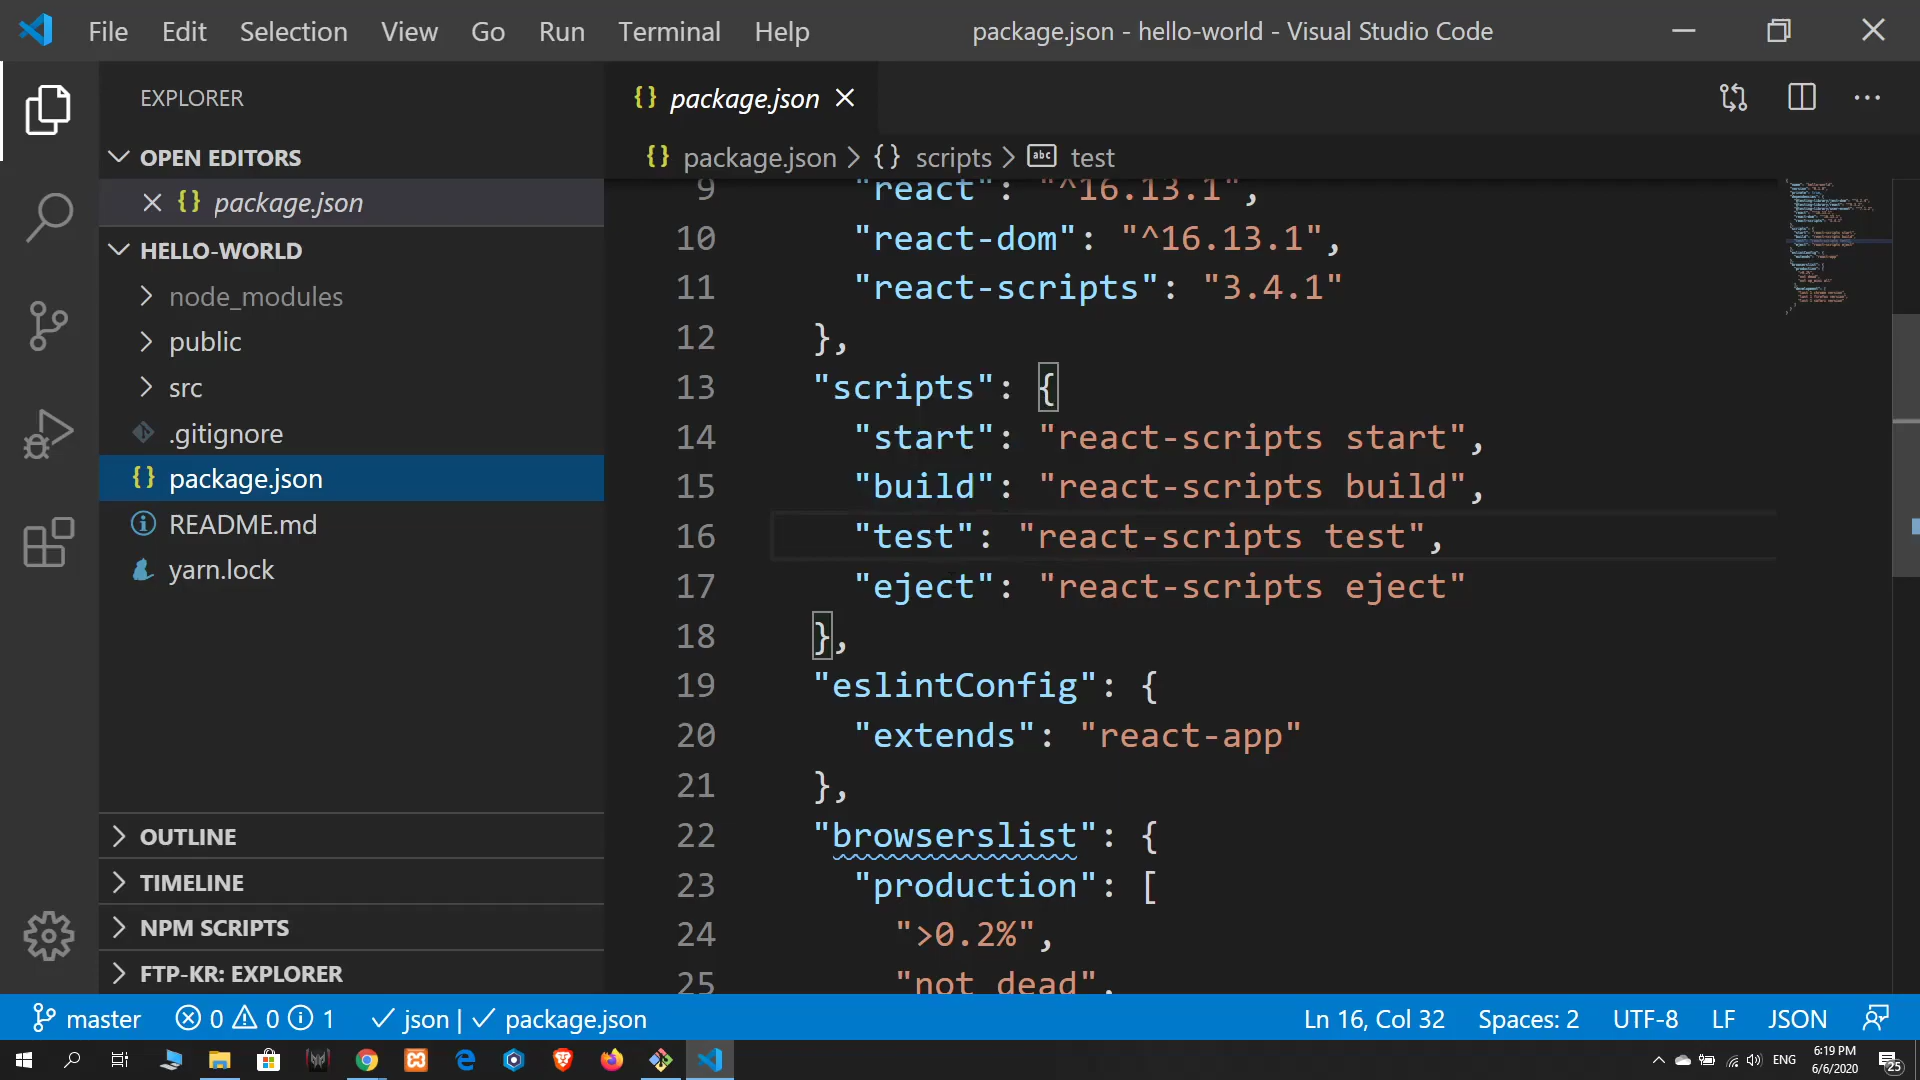 File Edit Selection View Go Run Terminal Help
package.json - hello-world - Visual Studio Code
EXPLORER
OPEN EDITORS
{} package.json
HELLO-WORLD
node_modules
public
src
.gitignore
{} package.json
README.md
yarn.lock
OUTLINE
TIMELINE
NPM SCRIPTS
FTP-KR: EXPLORER
{} package.json
{} package.json > {} scripts > abc test
9 "react": "^16.13.1",
10 "react-dom": "^16.13.1",
11 "react-scripts": "3.4.1"
12 },
13 "scripts": {
14 "start": "react-scripts start",
15 "build": "react-scripts build",
16 "test": "react-scripts test",
17 "eject": "react-scripts eject"
18 },
19 "eslintConfig": {
20 "extends": "react-app"
21 },
22 "browserslist": {
23 "production": [
24 ">0.2%",
25 "not dead",
master 0 0 1 json | package.json
Ln 16, Col 32 Spaces: 2 UTF-8 LF JSON
ENG
6:19 PM
6/6/2020
25